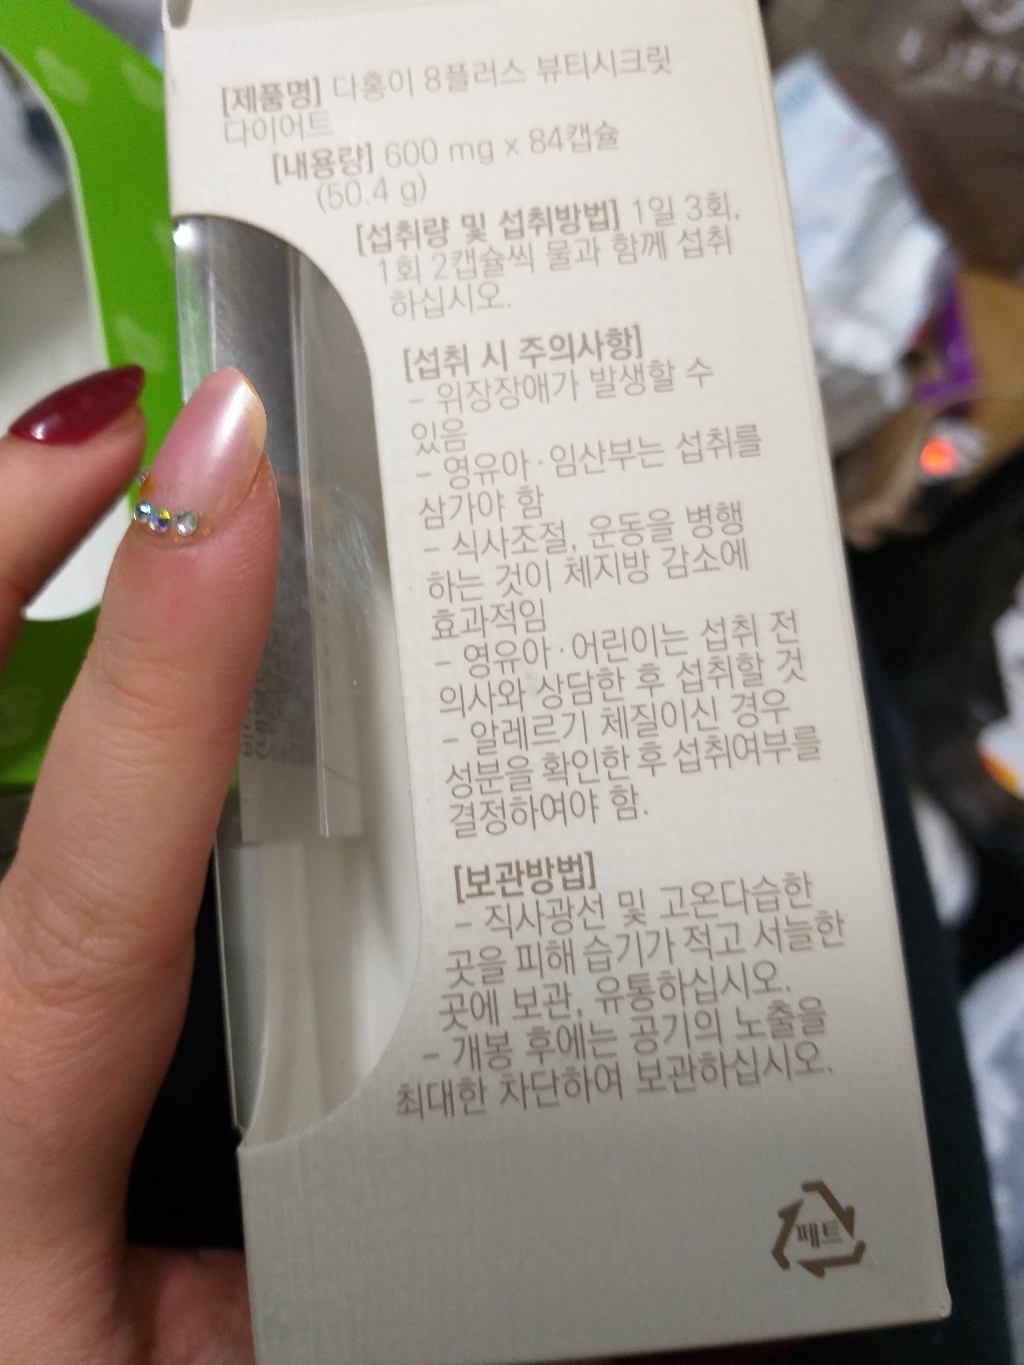 [제품명] 다홍이 8플러스 뷰티시크릿
다이어트
[내용량] 600 mg x 84캡슐
(50.4 g)
[섭취량 및 섭취방법] 1일 3회,
1회 2캡슐씩 물과 함께 섭취
하십시오.
[섭취 시 주의사항]
- 위장장애가 발생할 수
있음
- 영유아·임산부는 섭취를
삼가야 함
- 식사조절, 운동을 병행
하는 것이 체지방 감소에
효과적임
- 영유아·어린이는 섭취 전
의사와 상담한 후 섭취할 것
- 알레르기 체질이신 경우
성분을 확인한 후 섭취여부를
결정하여야 함.
[보관방법]
- 직사광선 및 고온다습한
곳을 피해 습기가 적고 서늘한
곳에 보관, 유통하십시오.
- 개봉 후에는 공기의 노출을
최대한 차단하여 보관하십시오.
페트